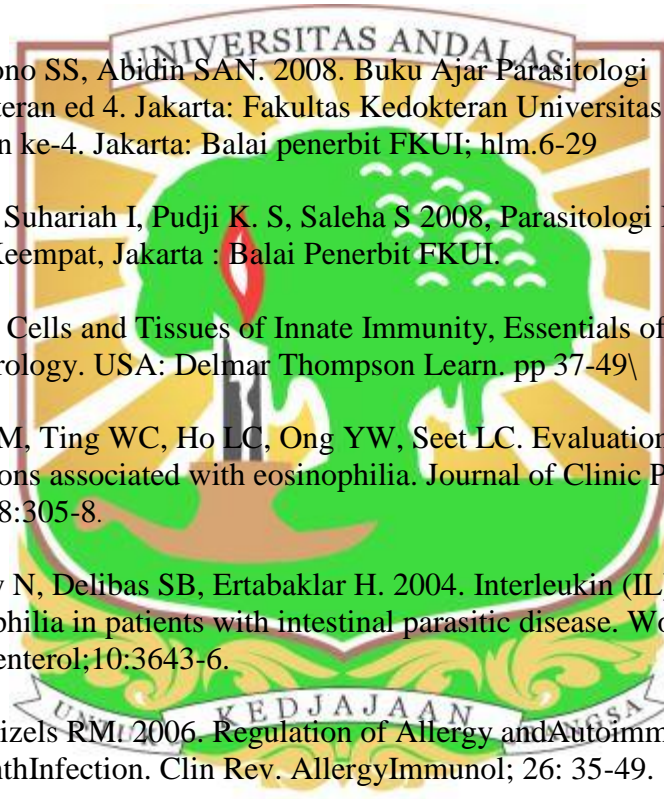 UNIVERSITAS ANDALAS
ono SS, Abidin SAN. 2008. Buku Ajar Parasitologi
teran ed 4. Jakarta: Fakultas Kedokteran Universitas
n ke-4. Jakarta: Balai penerbit FKUI; hlm.6-29
Suhariah I, Pudji K. S, Saleha S 2008, Parasitologi
Keempat, Jakarta : Balai Penerbit FKUI.
Cells and Tissues of Innate Immunity, Essentials of
rology. USA: Delmar Thompson Learn. pp 37-49\
M, Ting WC, Ho LC, Ong YW, Seet LC. Evaluation
ons associated with eosinophilia. Journal of Clinic P
8:305-8.
y N, Delibas SB, Ertabaklar H. 2004. Interleukin (IL)
philia in patients with intestinal parasitic disease. Wo
enterol;10:3643-6.
UNTUK KEDJAJAAN BANGSA
izels RM. 2006. Regulation of Allergy andAutoimm
nthInfection. Clin Rev. AllergyImmunol; 26: 35-49.